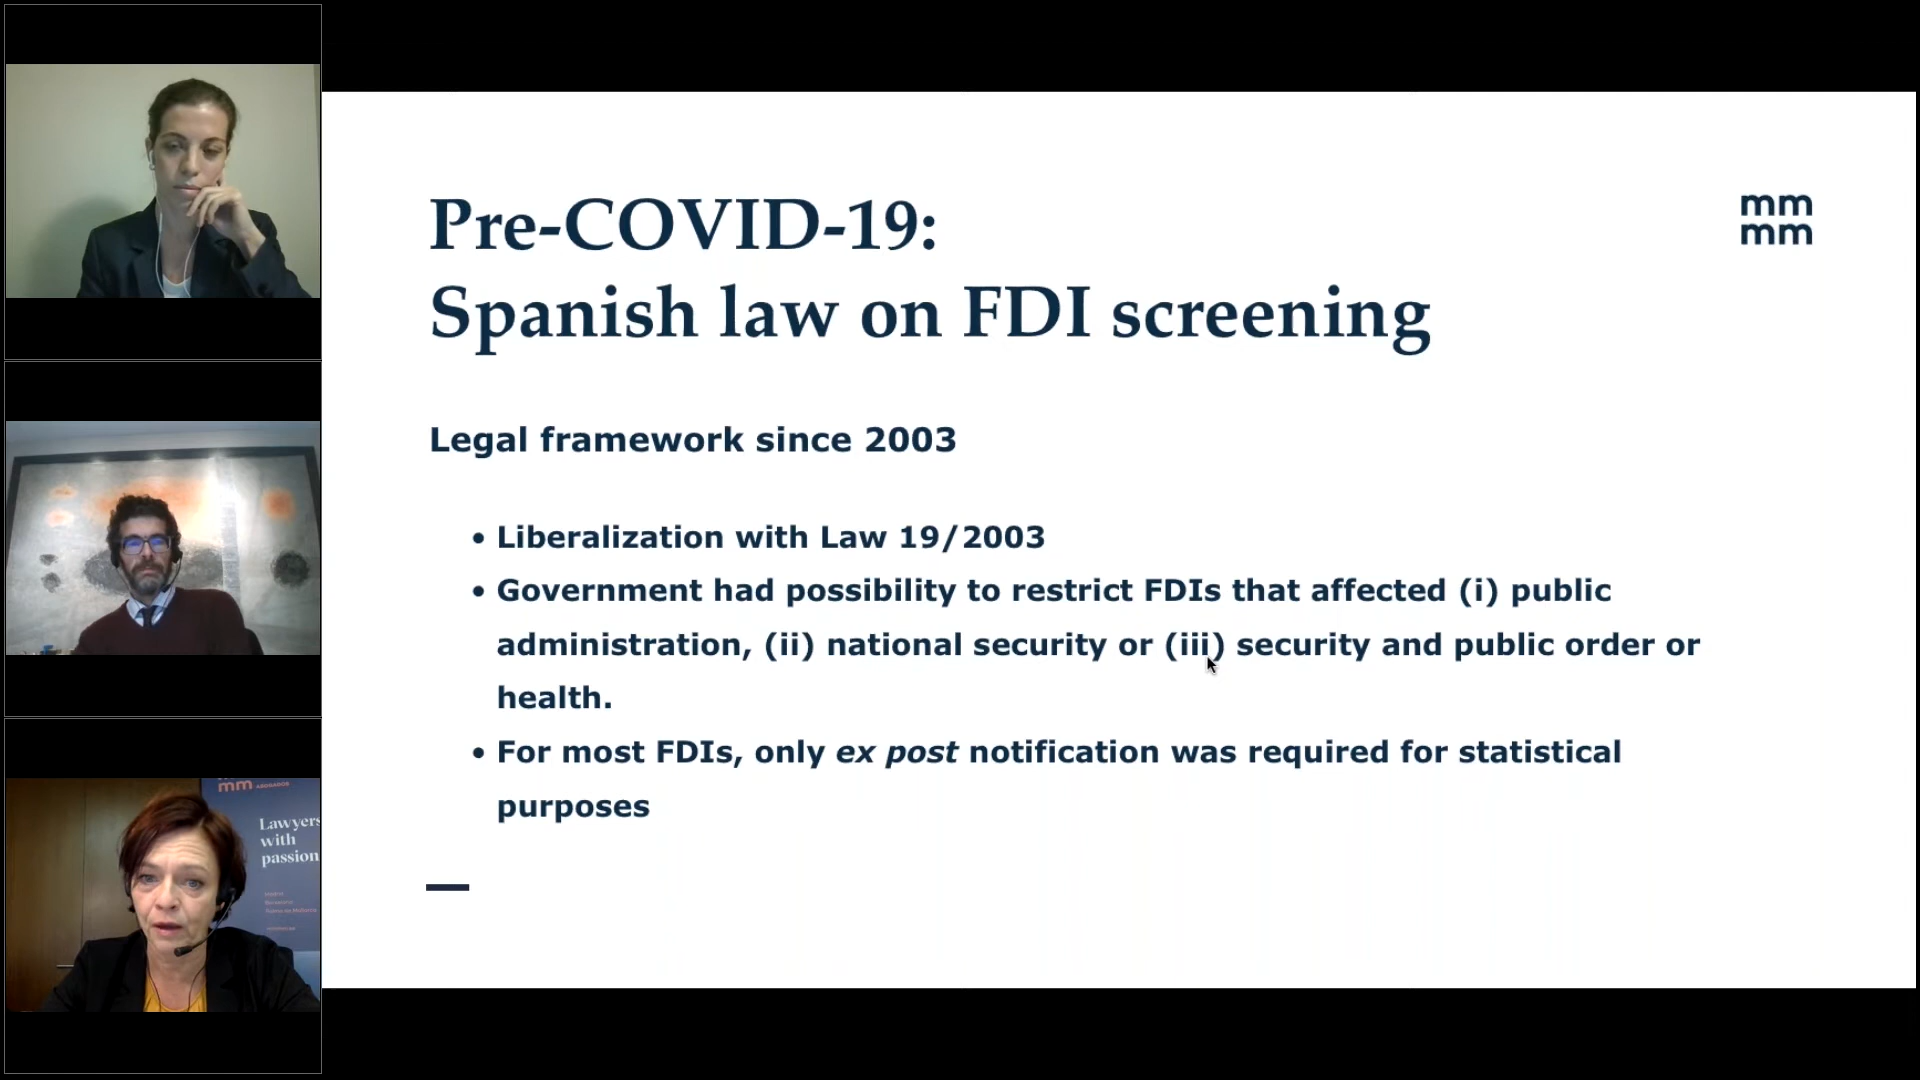 Pre-COVID-19:
Spanish law on FDI screening
mm
mm
Legal framework since 2003
• Liberalization with Law 19/2003
• Government had possibility to restrict FDIs that affected (i) public
administration, (ii) national security or (iii) security and public order or
health.
• For most FDIs, only ex post notification was required for statistical
purposes
mm ABOGADOS
Lawyers
with
passion